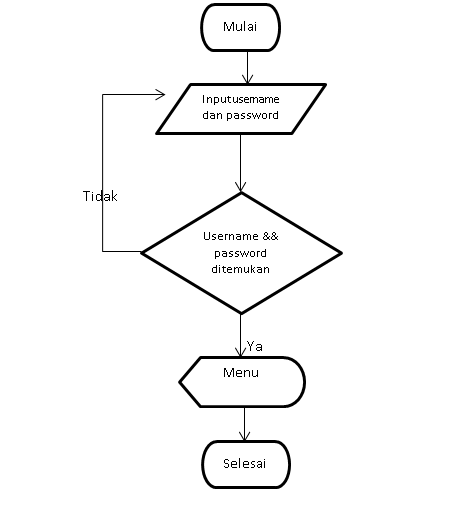 Mulai
Inputusername
dan password
Tidak
Username &&
password
ditemukan
Ya
Menu
Selesai